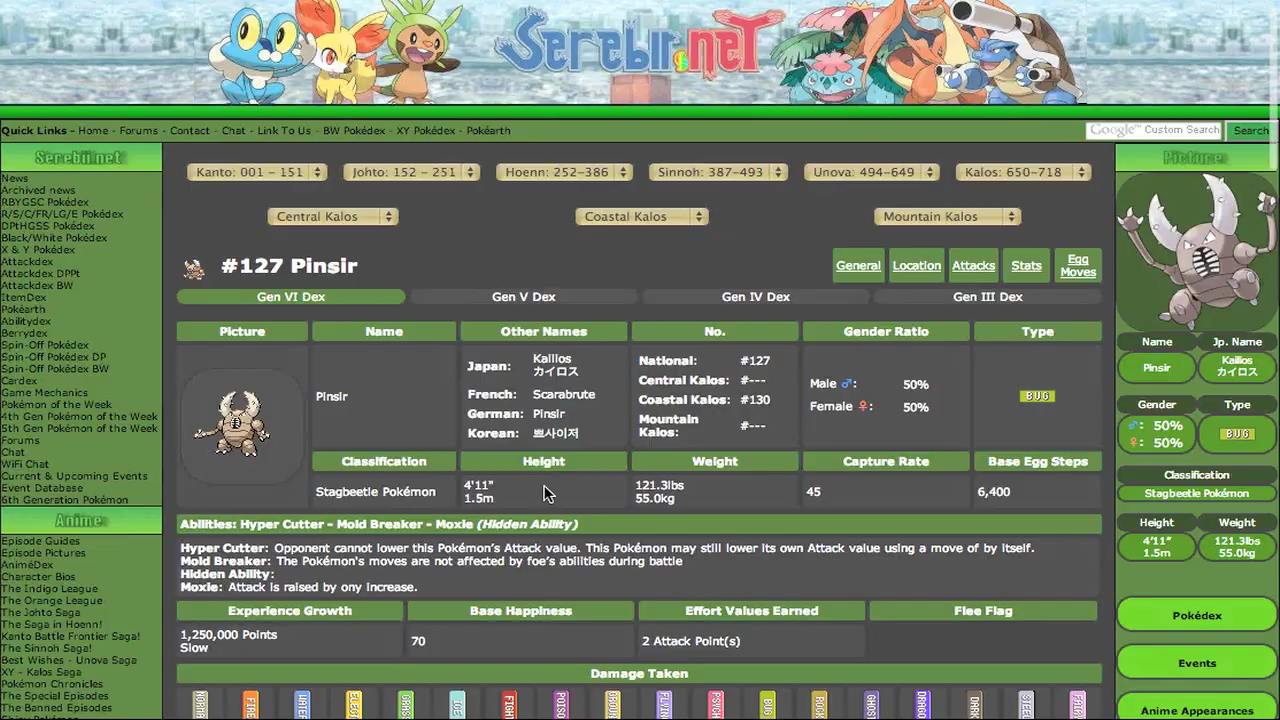 Serebii.net
Quick Links - Home - Forums - Contact - Chat - Link To Us - BW Pokédex - XY Pokédex - Pokéarth
Google™ Custom Search
Search
Serebii.net
News
Archived news
RBYGSC Pokédex
R/S/C/FR/LG/E Pokédex
DPtHGSS Pokédex
Black/White Pokédex
X & Y Pokédex
Attackdex
Attackdex DPPt
Attackdex BW
ItemDex
Pokéarth
Abilitydex
Berrydex
Spin-Off Pokédex
Spin-Off Pokédex DP
Spin-Off Pokédex BW
Cardex
Game Mechanics
Pokémon of the Week
4th Gen Pokémon of the Week
5th Gen Pokémon of the Week
Forums
Chat
WiFi Chat
Current & Upcoming Events
Event Database
6th Generation Pokémon
Anime
Episode Guides
Episode Pictures
AniméDex
Character Bios
The Indigo League
The Orange League
The Johto Saga
The Saga in Hoenn!
Kanto Battle Frontier Saga!
The Sinnoh Saga!
Best Wishes - Unova Saga
XY - Kalos Saga
Pokémon Chronicles
The Special Episodes
The Banned Episodes
Kanto: 001 - 151
Johto: 152 - 251
Hoenn: 252-386
Sinnoh: 387-493
Unova: 494-649
Kalos: 650-718
Central Kalos
Coastal Kalos
Mountain Kalos
#127 Pinsir
General
Location
Attacks
Stats
Egg Moves
Gen VI Dex
Gen V Dex
Gen IV Dex
Gen III Dex
Picture
Name
Other Names
No.
Gender Ratio
Type
Pinsir
Japan: Kailios
カイロス
French: Scarabrute
German: Pinsir
Korean: 쁘사이저
National: #127
Central Kalos: #---
Coastal Kalos: #130
Mountain Kalos: #---
Male ♂: 50%
Female ♀: 50%
BUG
Classification
Height
Weight
Capture Rate
Base Egg Steps
Stagbeetle Pokémon
4'11"
1.5m
121.3lbs
55.0kg
45
6,400
Abilities: Hyper Cutter - Mold Breaker - Moxie (Hidden Ability)
Hyper Cutter: Opponent cannot lower this Pokémon's Attack value. This Pokémon may still lower its own Attack value using a move of by itself.
Mold Breaker: The Pokémon's moves are not affected by foe's abilities during battle
Hidden Ability:
Moxie: Attack is raised by any increase.
Experience Growth
Base Happiness
Effort Values Earned
Flee Flag
1,250,000 Points
Slow
70
2 Attack Point(s)
Damage Taken
Picture
Name
Jp. Name
Pinsir
Kailios
カイロス
Gender
Type
♂: 50%
♀: 50%
BUG
Classification
Stagbeetle Pokémon
Height
Weight
4'11"
1.5m
121.3lbs
55.0kg
Pokédex
Events
Anime Appearances